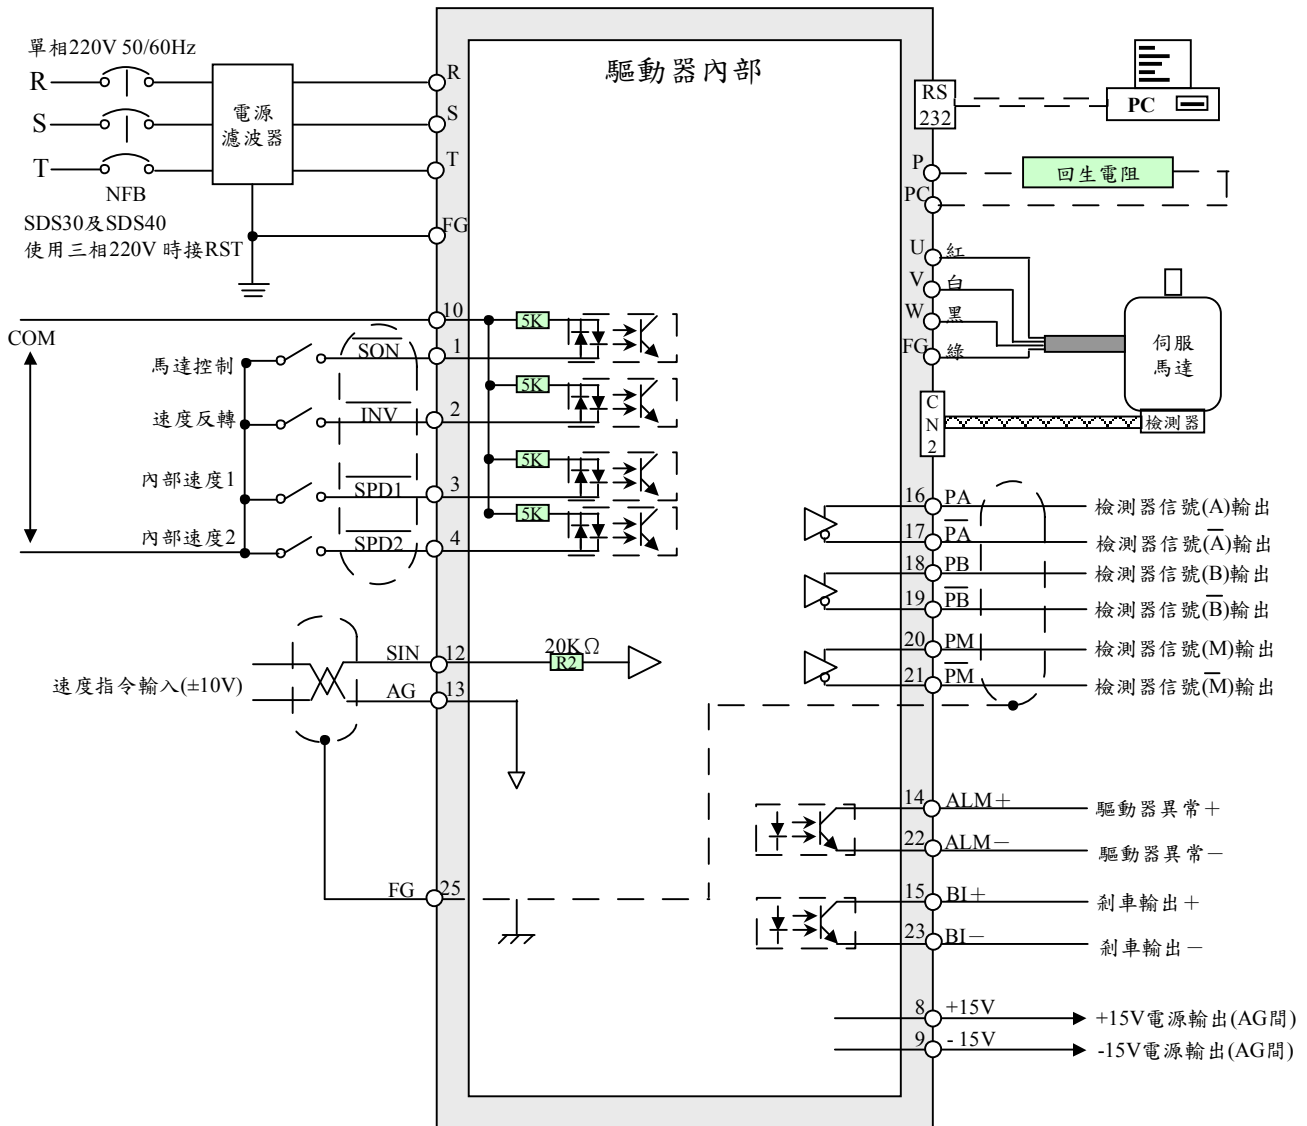 單相220V 50/60Hz
R
S
T
NFB
電源
濾波器
SDS30及SDS40
使用三相220V 時接RST
R
S
T
FG
驅動器內部
RS
232
PC
P
PC
回生電阻
U
紅
V
白
W
黑
FG
綠
伺服
馬達
C
N
2
檢測器
COM
10
5K
馬達控制
S̅O̅N̅
1
5K
速度反轉
I̅N̅V̅
2
5K
內部速度1
S̅P̅D̅1̅
3
5K
內部速度2
S̅P̅D̅2̅
4
16
PA
檢測器信號(A)輸出
17
P̅A̅
檢測器信號(A̅)輸出
18
PB
檢測器信號(B)輸出
19
P̅B̅
檢測器信號(B̅)輸出
20
PM
檢測器信號(M)輸出
21
P̅M̅
檢測器信號(M̅)輸出
速度指令輸入(±10V)
SIN
12
20KΩ
R2
AG
13
14
ALM+
驅動器異常+
22
ALM-
驅動器異常-
FG
25
15
BI+
剎車輸出+
23
BI-
剎車輸出-
8
+15V
+15V電源輸出(AG間)
9
- 15V
-15V電源輸出(AG間)